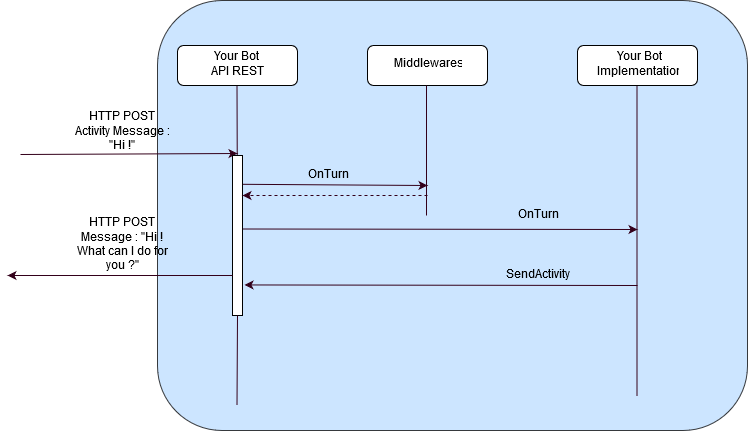 Your Bot
API REST
Middlewares
Your Bot
Implementation
HTTP POST
Activity Message :
"Hi !"
OnTurn
OnTurn
HTTP POST
Message : "Hi !
What can I do for
you ?"
SendActivity